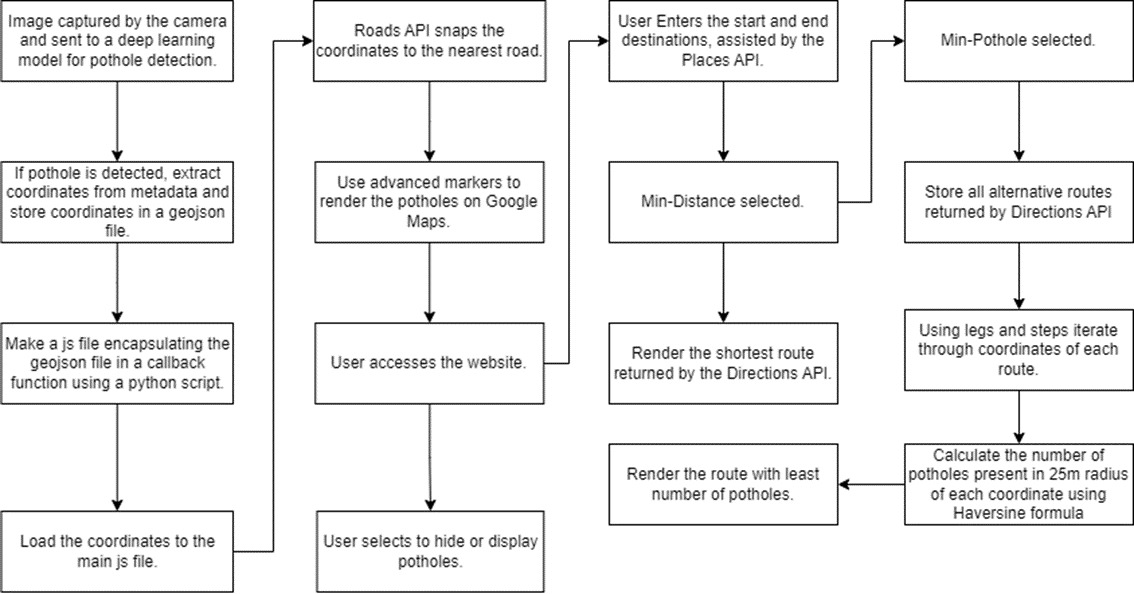 Image captured by the camera
and sent to a deep learning
model for pothole detection.
If pothole is detected, extract
coordinates from metadata and
store coordinates in a geojson
file.
Make a js file encapsulating the
geojson file in a callback
function using a python script.
Load the coordinates to the
main js file.
Roads API snaps the
coordinates to the nearest road.
Use advanced markers to
render the potholes on Google
Maps.
User accesses the website.
User selects to hide or display
potholes.
User Enters the start and end
destinations, assisted by the
Places API.
Min-Distance selected.
Render the shortest route
returned by the Directions API.
Min-Pothole selected.
Store all alternative routes
returned by Directions API
Using legs and steps iterate
through coordinates of each
route.
Calculate the number of
potholes present in 25m radius
of each coordinate using
Haversine formula
Render the route with least
number of potholes.